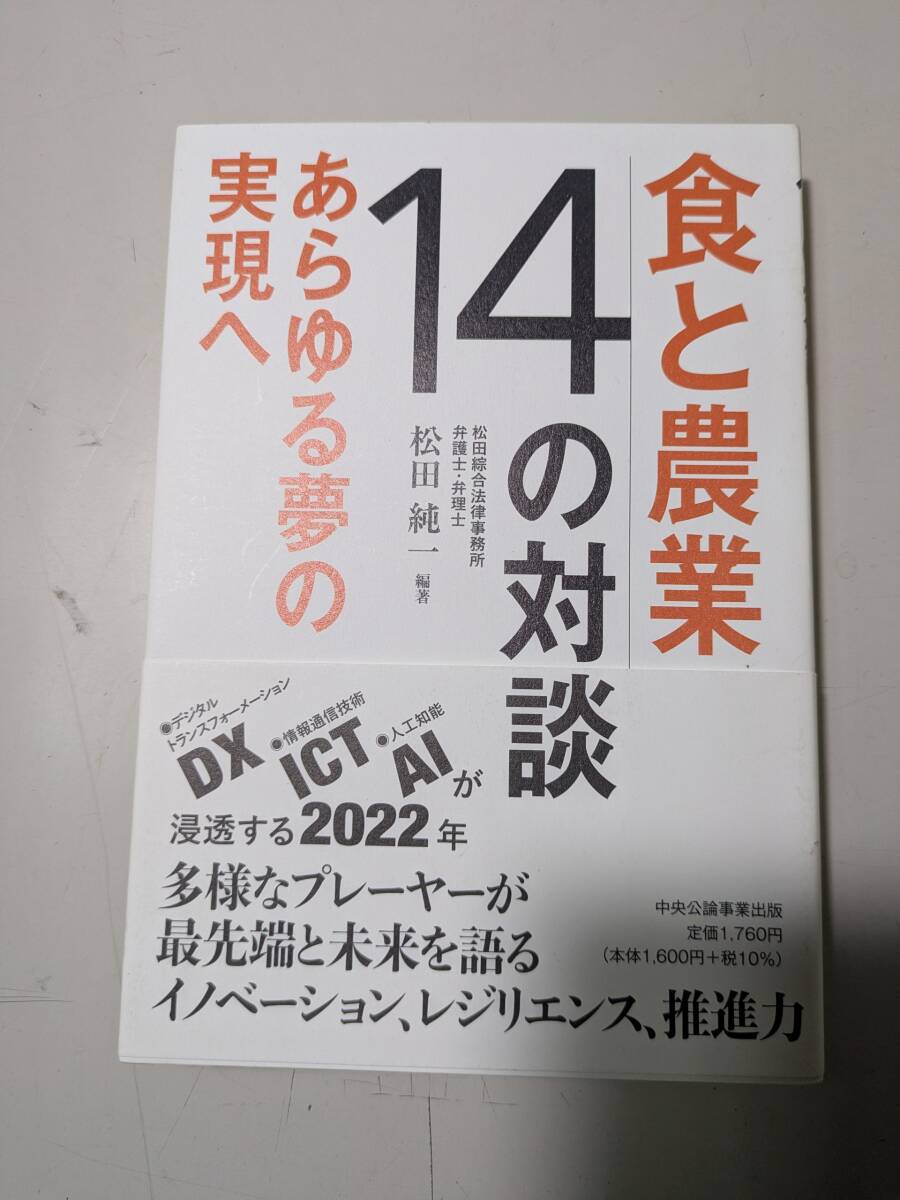 食と農業
14の対談
あらゆる夢の
実現へ
松田綜合法律事務所
弁護士・弁理士
松田 純一 編著
●デジタル
トランスフォーメーション
DX
●情報通信技術
ICT
●人工知能
AIが
浸透する2022年
多様なプレーヤーが
最先端と未来を語る
イノベーション、レジリエンス、推進力
中央公論事業出版
定価1,760円
(本体1,600円+税10%)